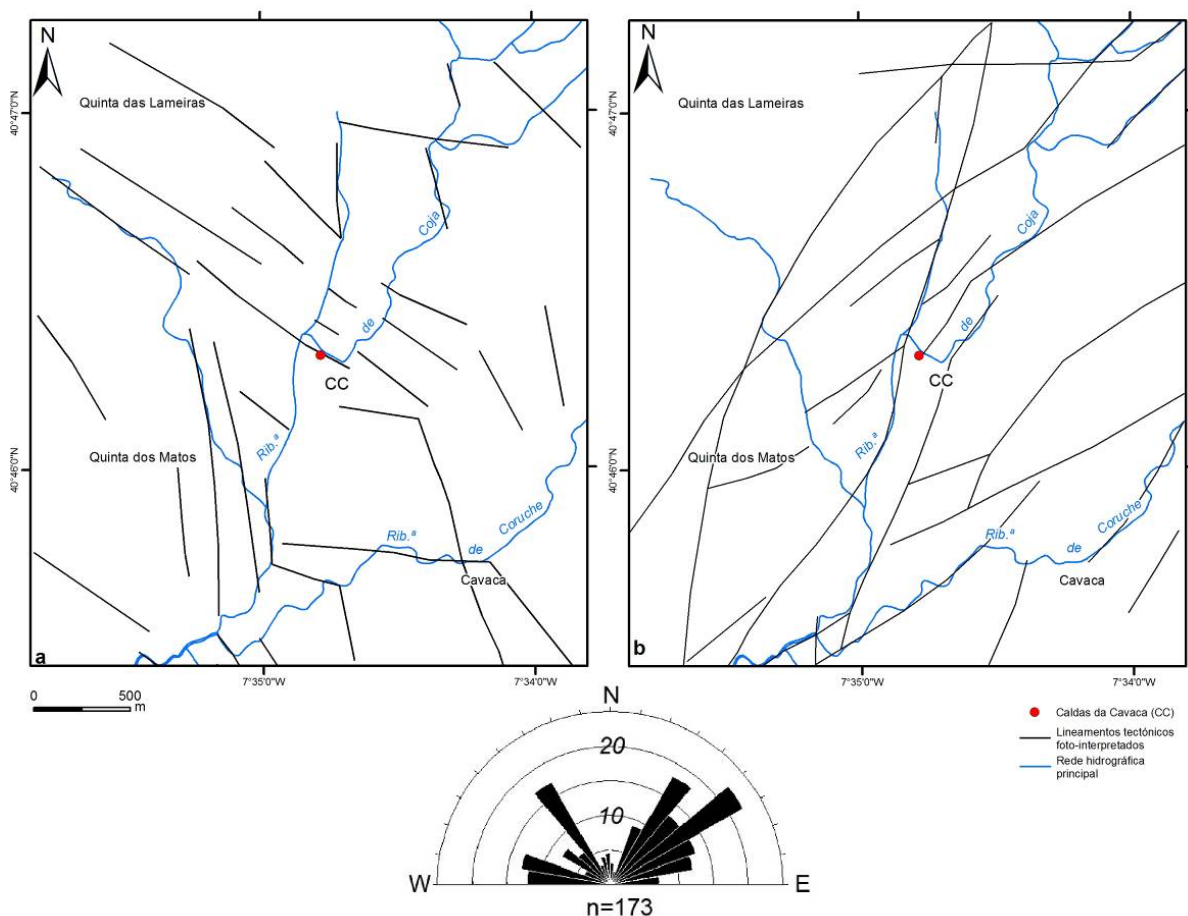 N
Quinta das Lameiras
40°47'0"N
Coja
de
CC
Rib.ª
Quinta dos Matos
40°46'0"N
Rib.ª
de
Coruche
Cavaca
a
7°35'0"W
7°34'0"W
0
500
m
N
Quinta das Lameiras
40°47'0"N
Coja
de
CC
Rib.ª
Quinta dos Matos
40°46'0"N
Rib.ª
de
Coruche
Cavaca
b
7°35'0"W
7°34'0"W
Caldas da Cavaca (CC)
Lineamentos tectónicos
foto-interpretados
Rede hidrográfica
principal
N
20
10
W
E
n=173